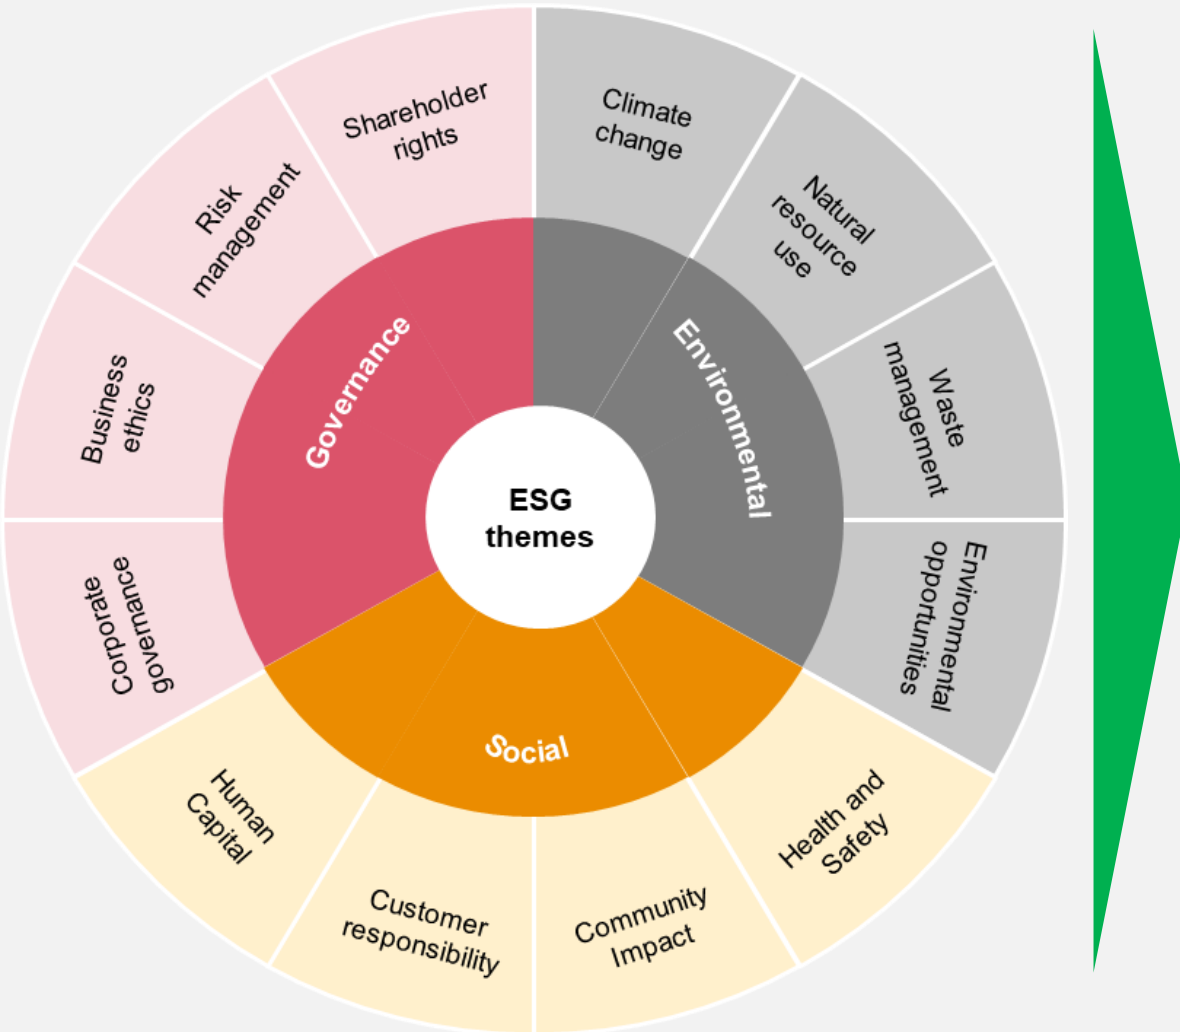 ESG
themes
Environmental
Climate
change
Natural
resource
use
Waste
management
Environmental
opportunities
Social
Health and
Safety
Community
Impact
Customer
responsibility
Human
Capital
Governance
Corporate
governance
Business
ethics
Risk
management
Shareholder
rights